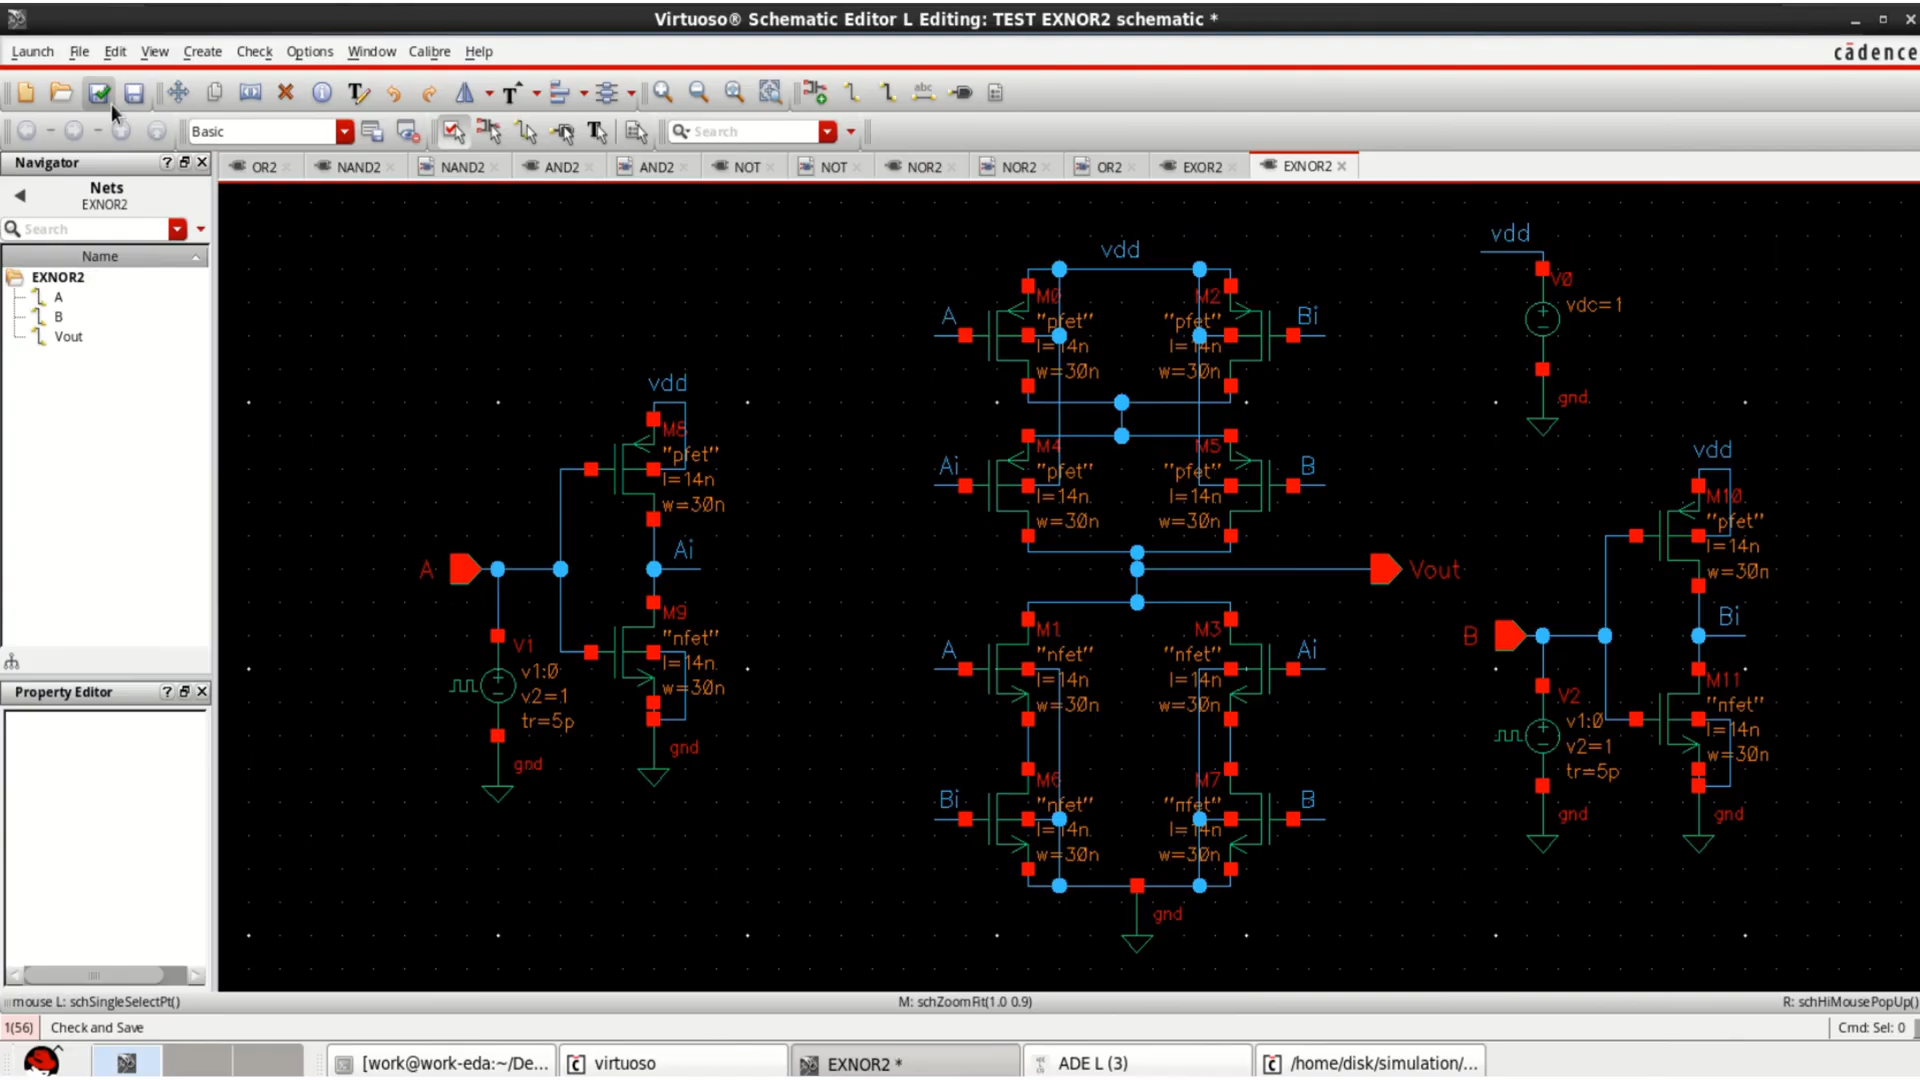 Virtuoso® Schematic Editor L Editing: TEST EXNOR2 schematic *
Launch File Edit View Create Check Options Window Calibre Help
cādence
Basic
Search
Navigator
OR2 NAND2 NAND2 AND2 AND2 NOT NOT NOR2 NOR2 OR2 EXOR2 EXNOR2
Nets
EXNOR2
Search
Name
EXNOR2
A
B
Vout
Property Editor
vdd
M8
"pfet"
l=14n
w=30n
A
Ai
M9
"nfet"
l=14n
w=30n
V1
v1:0
v2=1
tr=5p
gnd
gnd
vdd
A
M0
"pfet"
l=14n
w=30n
M2
"pfet"
l=14n
w=30n
Bi
Ai
M4
"pfet"
l=14n
w=30n
M5
"pfet"
l=14n
w=30n
B
Vout
A
M1
"nfet"
l=14n
w=30n
M3
"nfet"
l=14n
w=30n
Ai
Bi
M6
"nfet"
l=14n
w=30n
M7
"nfet"
l=14n
w=30n
B
gnd
vdd
V0
vdc=1
gnd
vdd
M10
"pfet"
l=14n
w=30n
B
Bi
M11
"nfet"
l=14n
w=30n
V2
v1:0
v2=1
tr=5p
gnd
gnd
mouse L: schSingleSelectPt()
M: schZoomFit(1.0 0.9)
R: schHiMousePopUp()
1(56)
Check and Save
Cmd: Sel: 0
[work@work-eda:~/De...
virtuoso
EXNOR2 *
ADE L (3)
/home/disk/simulation/...